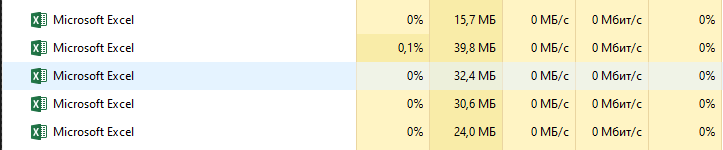 Microsoft Excel 0% 15,7 МБ 0 МБ/с 0 Мбит/с 0%
Microsoft Excel 0,1% 39,8 МБ 0 МБ/с 0 Мбит/с 0%
Microsoft Excel 0% 32,4 МБ 0 МБ/с 0 Мбит/с 0%
Microsoft Excel 0% 30,6 МБ 0 МБ/с 0 Мбит/с 0%
Microsoft Excel 0% 24,0 МБ 0 МБ/с 0 Мбит/с 0%